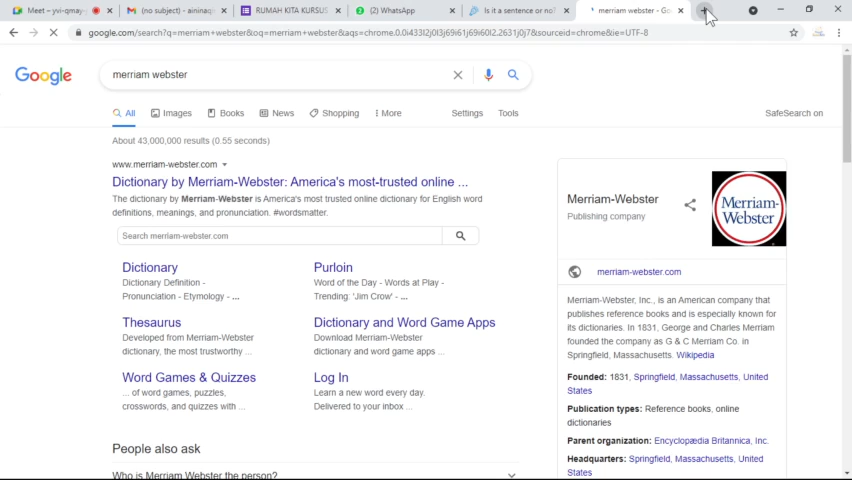 Meet – yvi-qmay-
(no subject) - aininaq
RUMAH KITA KURSUS
(2) WhatsApp
Is it a sentence or no?
merriam webster - Go
google.com/search?q=merriam+webster&oq=merriam+webster&aqs=chrome.0.0i433l2j0l3j69i61j69i60l2.2631j0j7&sourceid=chrome&ie=UTF-8
Google
merriam webster
All
Images
Books
News
Shopping
More
Settings
Tools
SafeSearch on
About 43,000,000 results (0.55 seconds)
www.merriam-webster.com
Dictionary by Merriam-Webster: America's most-trusted online ...
The dictionary by Merriam-Webster is America's most trusted online dictionary for English word
definitions, meanings, and pronunciation. #wordsmatter.
Search merriam-webster.com
Dictionary
Dictionary Definition -
Pronunciation - Etymology - ...
Purloin
Word of the Day - Words at Play -
Trending: 'Jim Crow' - ...
Thesaurus
Developed from Merriam-Webster
dictionary, the most trustworthy ...
Dictionary and Word Game Apps
Download Merriam-Webster
dictionary and word game apps ...
Word Games & Quizzes
... of word games, puzzles,
crosswords, and quizzes with ...
Log In
Learn a new word every day.
Delivered to your inbox ...
People also ask
Who is Merriam Webster the person?
Merriam-Webster
Publishing company
Merriam-
Webster
merriam-webster.com
Merriam-Webster, Inc., is an American company that
publishes reference books and is especially known for
its dictionaries. In 1831, George and Charles Merriam
founded the company as G & C Merriam Co. in
Springfield, Massachusetts. Wikipedia
Founded: 1831, Springfield, Massachusetts, United
States
Publication types: Reference books, online
dictionaries
Parent organization: Encyclopædia Britannica, Inc.
Headquarters: Springfield, Massachusetts, United
States